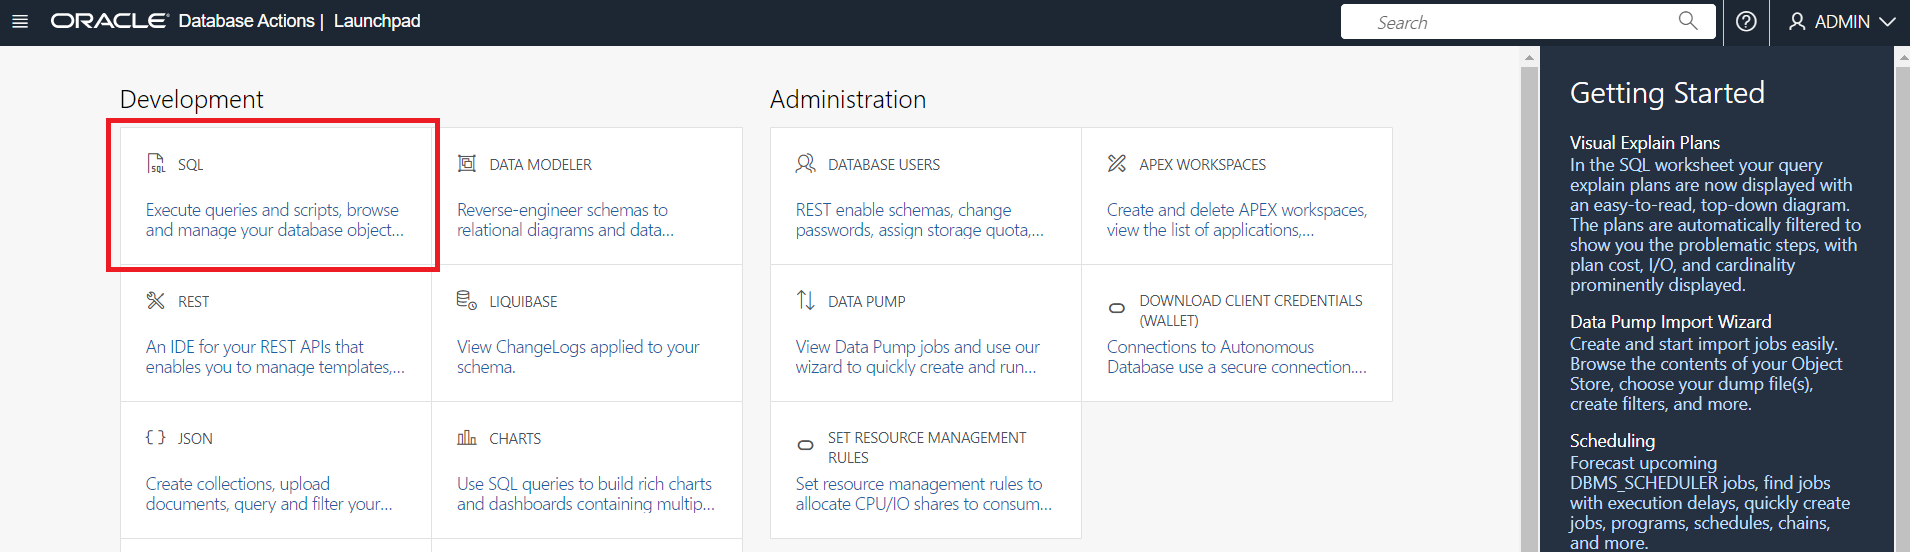 ORACLE Database Actions | Launchpad
Search
ADMIN
Development
SQL
Execute queries and scripts, browse
and manage your database object...
DATA MODELER
Reverse-engineer schemas to
relational diagrams and data...
REST
An IDE for your REST APIs that
enables you to manage templates,...
LIQUIBASE
View ChangeLogs applied to your
schema.
{ } JSON
Create collections, upload
documents, query and filter your...
CHARTS
Use SQL queries to build rich charts
and dashboards containing multip...
Administration
DATABASE USERS
REST enable schemas, change
passwords, assign storage quota,...
APEX WORKSPACES
Create and delete APEX workspaces,
view the list of applications,...
DATA PUMP
View Data Pump jobs and use our
wizard to quickly create and run...
DOWNLOAD CLIENT CREDENTIALS
(WALLET)
Connections to Autonomous
Database use a secure connection....
SET RESOURCE MANAGEMENT
RULES
Set resource management rules to
allocate CPU/IO shares to consum...
Getting Started
Visual Explain Plans
In the SQL worksheet your query
explain plans are now displayed with
an easy-to-read, top-down diagram.
The plans are automatically filtered to
show you the problematic steps, with
plan cost, I/O, and cardinality
prominently displayed.
Data Pump Import Wizard
Create and start import jobs easily.
Browse the contents of your Object
Store, choose your dump file(s),
create filters, and more.
Scheduling
Forecast upcoming
DBMS_SCHEDULER jobs, find jobs
with execution delays, quickly create
jobs, programs, schedules, chains,
and more.